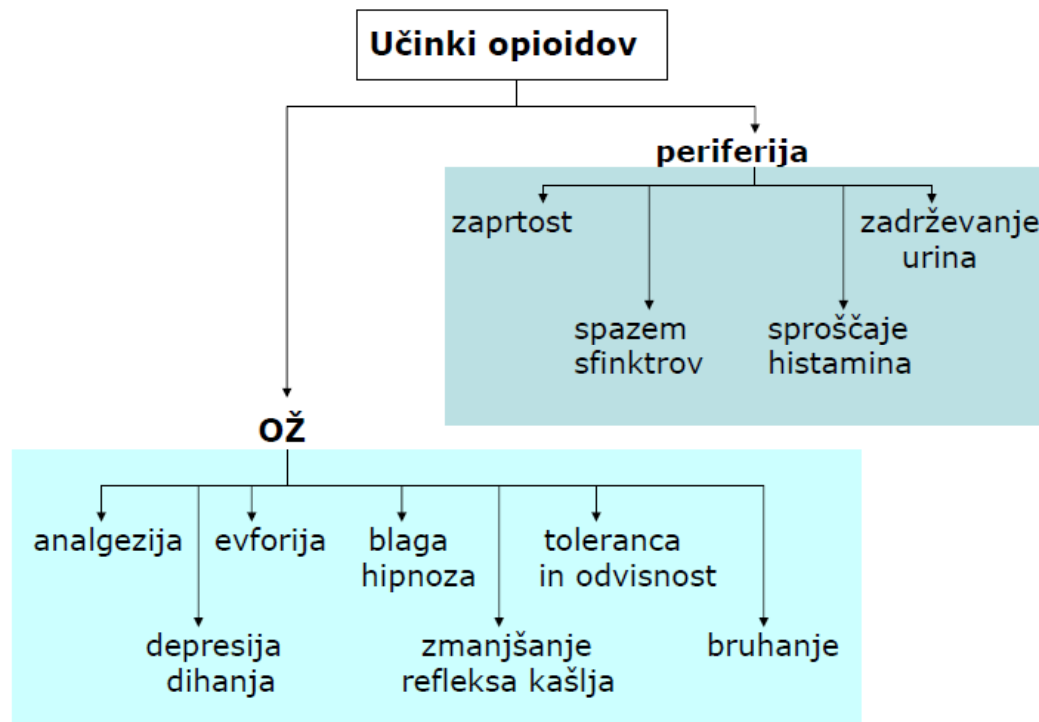 Učinki opioidov
periferija
zaprtost
zadrževanje
urina
spazem
sfinktrov
sproščaje
histamina
OŽ
analgezija
evforija
blaga
hipnoza
toleranca
in odvisnost
depresija
dihanja
zmanjšanje
refleksa kašlja
bruhanje